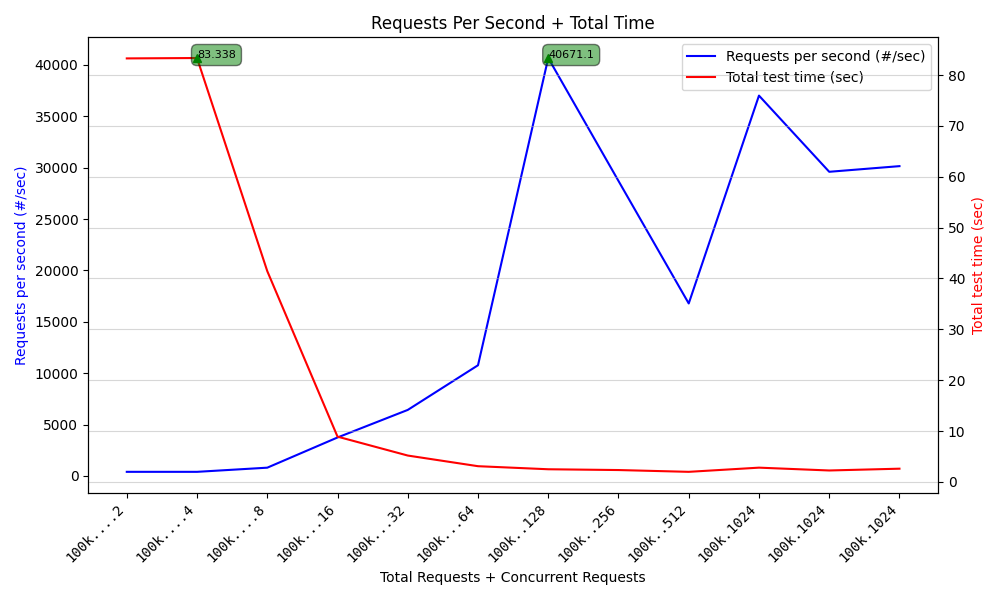 Requests Per Second + Total Time
83.338
40671.1
Requests per second (#/sec)
Total test time (sec)
40000
35000
30000
25000
20000
15000
10000
5000
0
Requests per second (#/sec)
80
70
60
50
40
30
20
10
0
Total test time (sec)
100k....2
100k....4
100k....8
100k...16
100k...32
100k...64
100k..128
100k..256
100k..512
100k.1024
100k.1024
100k.1024
Total Requests + Concurrent Requests